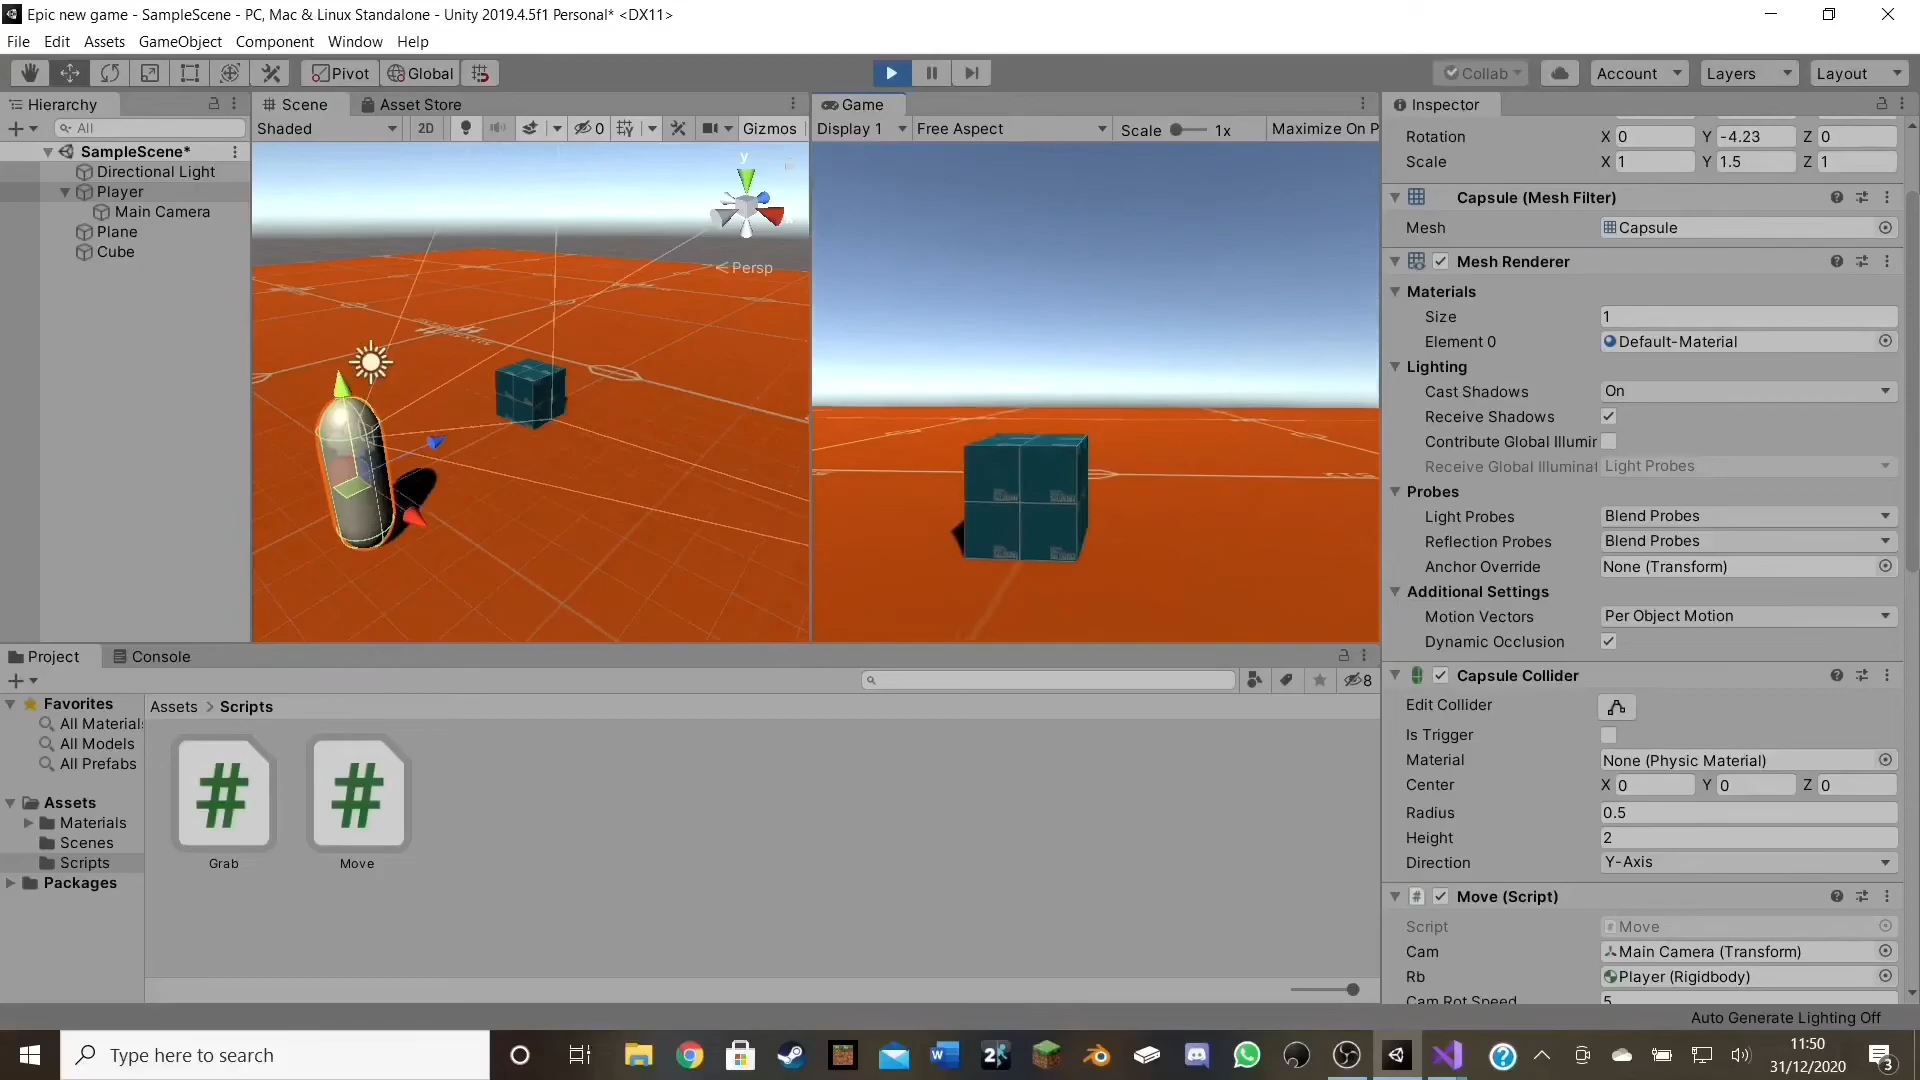 Epic new game - SampleScene - PC, Mac & Linux Standalone - Unity 2019.4.5f1 Personal* <DX11>
File Edit Assets GameObject Component Window Help
Pivot Global Collab Account Layers Layout
Hierarchy
All
SampleScene*
Directional Light
Player
Main Camera
Plane
Cube
Scene Asset Store
Shaded 2D 0 Gizmos
y
Persp
Game
Display 1 Free Aspect Scale 1x Maximize On P
Inspector
Rotation X 0 Y -4.23 Z 0
Scale X 1 Y 1.5 Z 1
Capsule (Mesh Filter)
Mesh Capsule
Mesh Renderer
Materials
Size 1
Element 0 Default-Material
Lighting
Cast Shadows On
Receive Shadows
Contribute Global Illumir
Receive Global Illuminat Light Probes
Probes
Light Probes Blend Probes
Reflection Probes Blend Probes
Anchor Override None (Transform)
Additional Settings
Motion Vectors Per Object Motion
Dynamic Occlusion
Capsule Collider
Edit Collider
Is Trigger
Material None (Physic Material)
Center X 0 Y 0 Z 0
Radius 0.5
Height 2
Direction Y-Axis
Move (Script)
Script Move
Cam Main Camera (Transform)
Rb Player (Rigidbody)
Cam Rot Speed 5
Auto Generate Lighting Off
Project Console
8
Favorites
All Material
All Models
All Prefabs
Assets
Materials
Scenes
Scripts
Packages
Assets > Scripts
Grab Move
Type here to search
11:50
31/12/2020
3